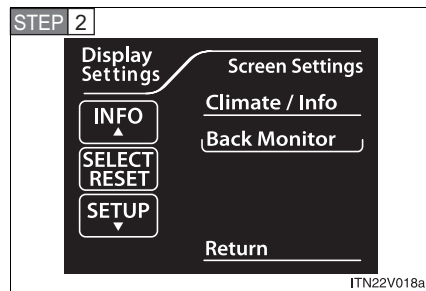 STEP 2
Display
Settings
Screen Settings
INFO
SELECT
RESET
SETUP
Climate / Info
Back Monitor
Return
ITN22V018a